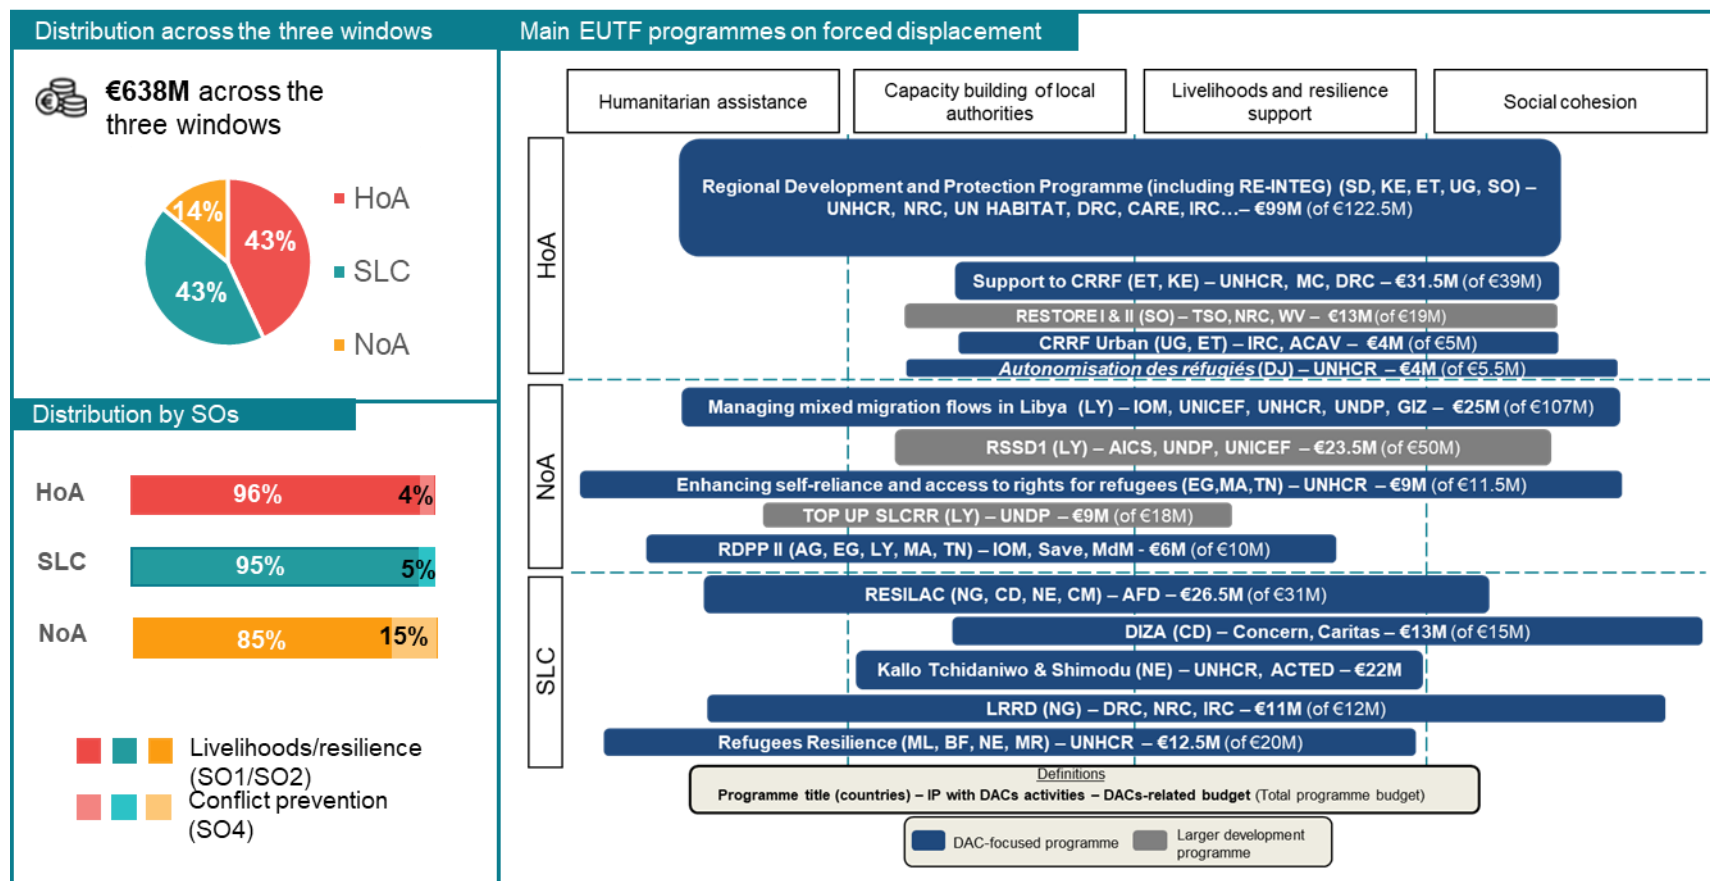 Distribution across the three windows
€638M across the
three windows
14%
43%
43%
HoA
SLC
NoA
Distribution by SOs
HoA
96%
4%
SLC
95%
5%
NoA
85%
15%
Livelihoods/resilience
(SO1/SO2)
Conflict prevention
(SO4)
Main EUTF programmes on forced displacement
Humanitarian assistance
Capacity building of local
authorities
Livelihoods and resilience
support
Social cohesion
HoA
Regional Development and Protection Programme (including RE-INTEG) (SD, KE, ET, UG, SO) –
UNHCR, NRC, UN HABITAT, DRC, CARE, IRC…– €99M (of €122.5M)
Support to CRRF (ET, KE) – UNHCR, MC, DRC – €31.5M (of €39M)
RESTORE I & II (SO) – TSO, NRC, WV – €13M (of €19M)
CRRF Urban (UG, ET) – IRC, ACAV – €4M (of €5M)
Autonomisation des réfugiés (DJ) – UNHCR – €4M (of €5.5M)
NoA
Managing mixed migration flows in Libya (LY) – IOM, UNICEF, UNHCR, UNDP, GIZ – €25M (of €107M)
RSSD1 (LY) – AICS, UNDP, UNICEF – €23.5M (of €50M)
Enhancing self-reliance and access to rights for refugees (EG,MA,TN) – UNHCR – €9M (of €11.5M)
TOP UP SLCRR (LY) – UNDP – €9M (of €18M)
RDPP II (AG, EG, LY, MA, TN) – IOM, Save, MdM - €6M (of €10M)
SLC
RESILAC (NG, CD, NE, CM) – AFD – €26.5M (of €31M)
DIZA (CD) – Concern, Caritas – €13M (of €15M)
Kallo Tchidaniwo & Shimodu (NE) – UNHCR, ACTED – €22M
LRRD (NG) – DRC, NRC, IRC – €11M (of €12M)
Refugees Resilience (ML, BF, NE, MR) – UNHCR – €12.5M (of €20M)
Definitions
Programme title (countries) – IP with DACs activities – DACs-related budget (Total programme budget)
DAC-focused programme
Larger development
programme